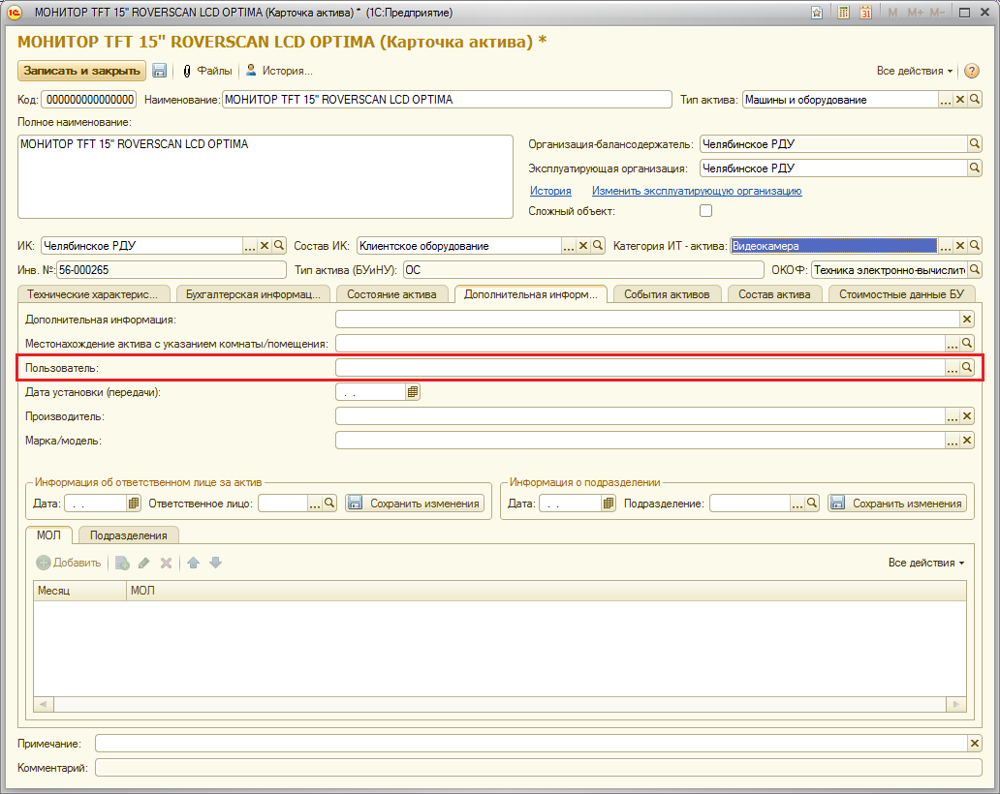 МОНИТОР TFT 15" ROVERSCAN LCD OPTIMA (Карточка актива) * (1С:Предприятие)
M M+ M-
МОНИТОР TFT 15" ROVERSCAN LCD OPTIMA (Карточка актива) *
Записать и закрыть Файлы История... Все действия
Код: 000000000000000 Наименование: МОНИТОР TFT 15" ROVERSCAN LCD OPTIMA Тип актива: Машины и оборудование
Полное наименование:
МОНИТОР TFT 15" ROVERSCAN LCD OPTIMA
Организация-балансодержатель: Челябинское РДУ
Эксплуатирующая организация: Челябинское РДУ
История Изменить эксплуатирующую организацию
Сложный объект:
ИК: Челябинское РДУ ... Состав ИК: Клиентское оборудование ... Категория ИТ - актива: Видеокамера ...
Инв. №: 56-000265 Тип актива (БУиНУ): ОС ОКОФ: Техника электронно-вычислит
Технические характерис... Бухгалтерская информац... Состояние актива Дополнительная информ... События активов Состав актива Стоимостные данные БУ
Дополнительная информация:
Местонахождение актива с указанием комнаты/помещения:
Пользователь:
Дата установки (передачи): . .
Производитель:
Марка/модель:
Информация об ответственном лице за актив Информация о подразделении
Дата: . . Ответственное лицо: ... Сохранить изменения Дата: . . Подразделение: ... Сохранить изменения
МОЛ Подразделения
Добавить Все действия
Месяц МОЛ
Примечание:
Комментарий: